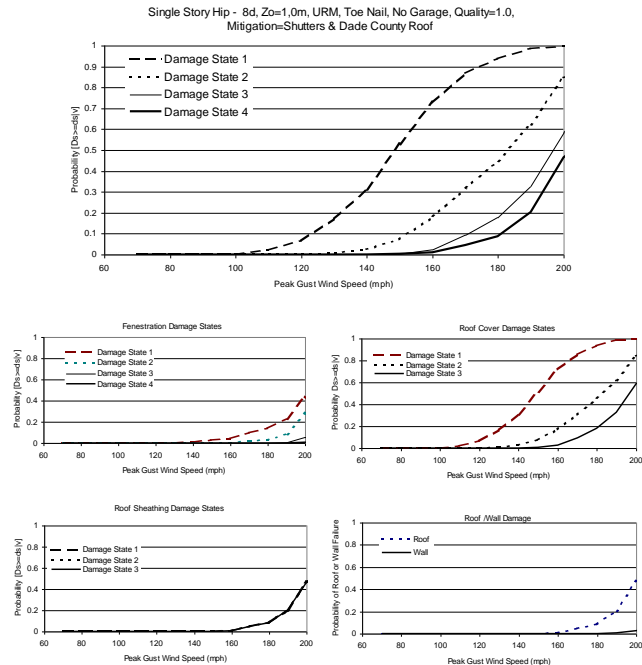 Single Story Hip - 8d, Zo=1,0m, URM, Toe Nail, No Garage, Quality=1.0,
Mitigation=Shutters & Dade County Roof
Probability [Ds>=ds|v]
1
0.9
0.8
0.7
0.6
0.5
0.4
0.3
0.2
0.1
0
Damage State 1
Damage State 2
Damage State 3
Damage State 4
60 80 100 120 140 160 180 200
Peak Gust Wind Speed (mph)
Fenestration Damage States
Probability [Ds>=ds|v]
1
0.8
0.6
0.4
0.2
0
Damage State 1
Damage State 2
Damage State 3
Damage State 4
60 80 100 120 140 160 180 200
Peak Gust Wind Speed (mph)
Roof Cover Damage States
Probability Ds>=ds|v]
1
0.8
0.6
0.4
0.2
0
Damage State 1
Damage State 2
Damage State 3
60 80 100 120 140 160 180 200
Peak Gust Wind Speed (mph)
Roof Sheathing Damage States
Probability [Ds>=ds|v]
1
0.8
0.6
0.4
0.2
0
Damage State 1
Damage State 2
Damage State 3
60 80 100 120 140 160 180 200
Peak Gust Wind Speed (mph)
Roof /Wall Damage
Probability of Roof or Wall Failure
1
0.8
0.6
0.4
0.2
0
Roof
Wall
60 80 100 120 140 160 180 200
Peak Gust Wind Speed (mph)